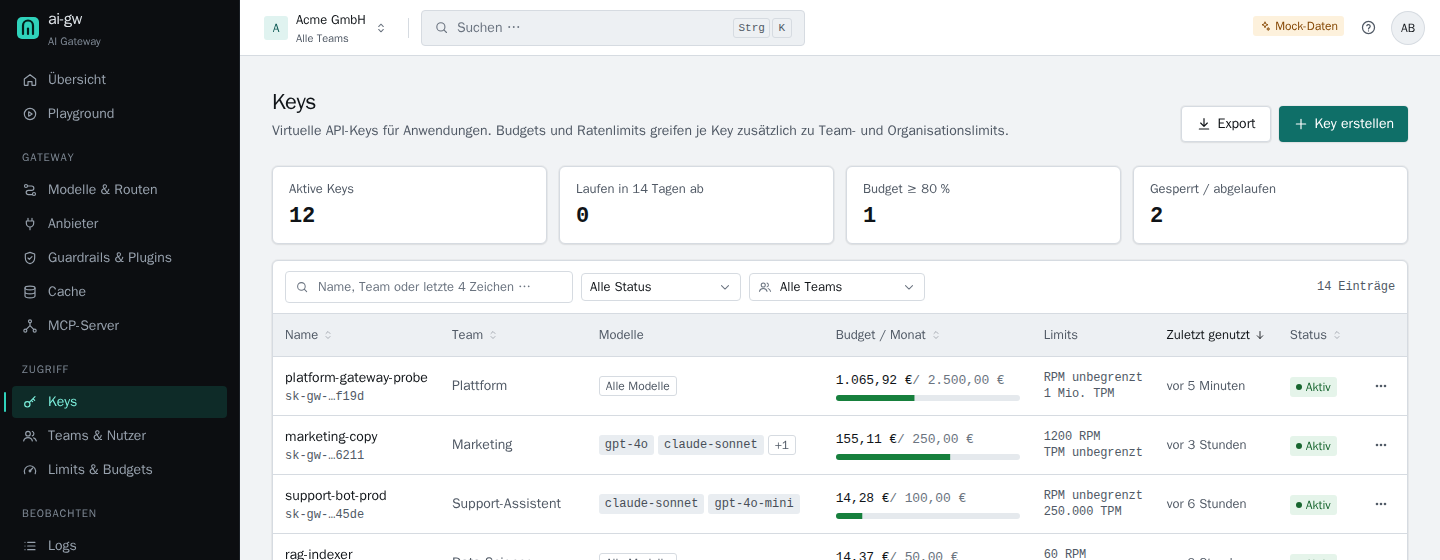 ai-gw
AI Gateway
Übersicht
Playground
GATEWAY
Modelle & Routen
Anbieter
Guardrails & Plugins
Cache
MCP-Server
ZUGRIFF
Keys
Teams & Nutzer
Limits & Budgets
BEOBACHTEN
Logs
A
Acme GmbH
Alle Teams
Suchen ⋯
Strg K
Mock-Daten
AB
Keys
Virtuelle API-Keys für Anwendungen. Budgets und Ratenlimits greifen je Key zusätzlich zu Team- und Organisationslimits.
Export
Key erstellen
Aktive Keys
12
Laufen in 14 Tagen ab
0
Budget ≥ 80 %
1
Gesperrt / abgelaufen
2
Name, Team oder letzte 4 Zeichen ⋯
Alle Status
Alle Teams
14 Einträge
Name Team Modelle Budget / Monat Limits Zuletzt genutzt Status
platform-gateway-probe
sk-gw-…f19d
Plattform
Alle Modelle
1.065,92 €/ 2.500,00 €
RPM unbegrenzt
1 Mio. TPM
vor 5 Minuten
Aktiv
marketing-copy
sk-gw-…6211
Marketing
gpt-4o claude-sonnet +1
155,11 €/ 250,00 €
1200 RPM
TPM unbegrenzt
vor 3 Stunden
Aktiv
support-bot-prod
sk-gw-…45de
Support-Assistent
claude-sonnet gpt-4o-mini
14,28 €/ 100,00 €
RPM unbegrenzt
250.000 TPM
vor 6 Stunden
Aktiv
rag-indexer
14,37 €/ 50,00 €
60 RPM